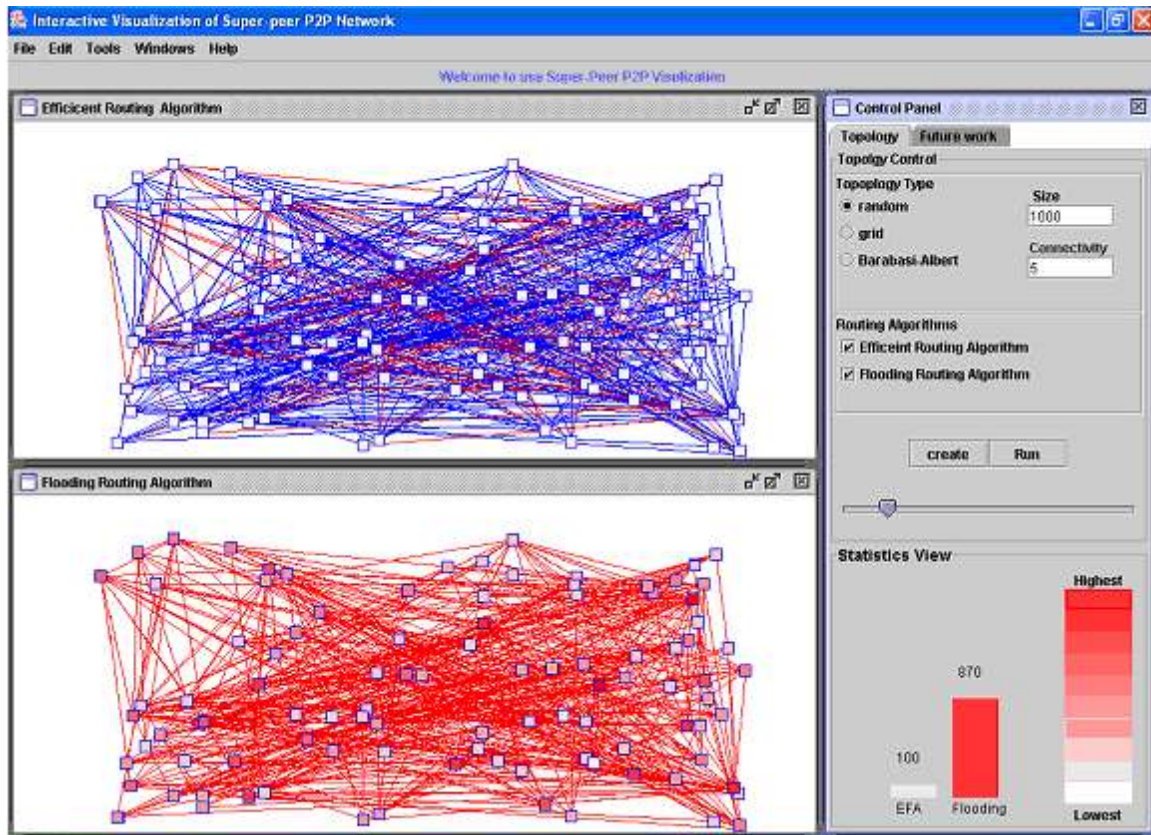 Interactive Visualization of Super-peer P2P Network
File Edit Tools Windows Help
Welcome to use Super-Peer P2P Visulization
Efficicent Routing Algorithm
Flooding Routing Algorithm
Control Panel
Topology Future work
Topolgy Control
Topoplogy Type
random
grid
Barabasi-Albert
Size
1000
Connectivity
5
Routing Algorithms
Efficeint Routing Algorithm
Flooding Routing Algorithm
create Run
Statistics View
Highest
870
100
EFA Flooding
Lowest